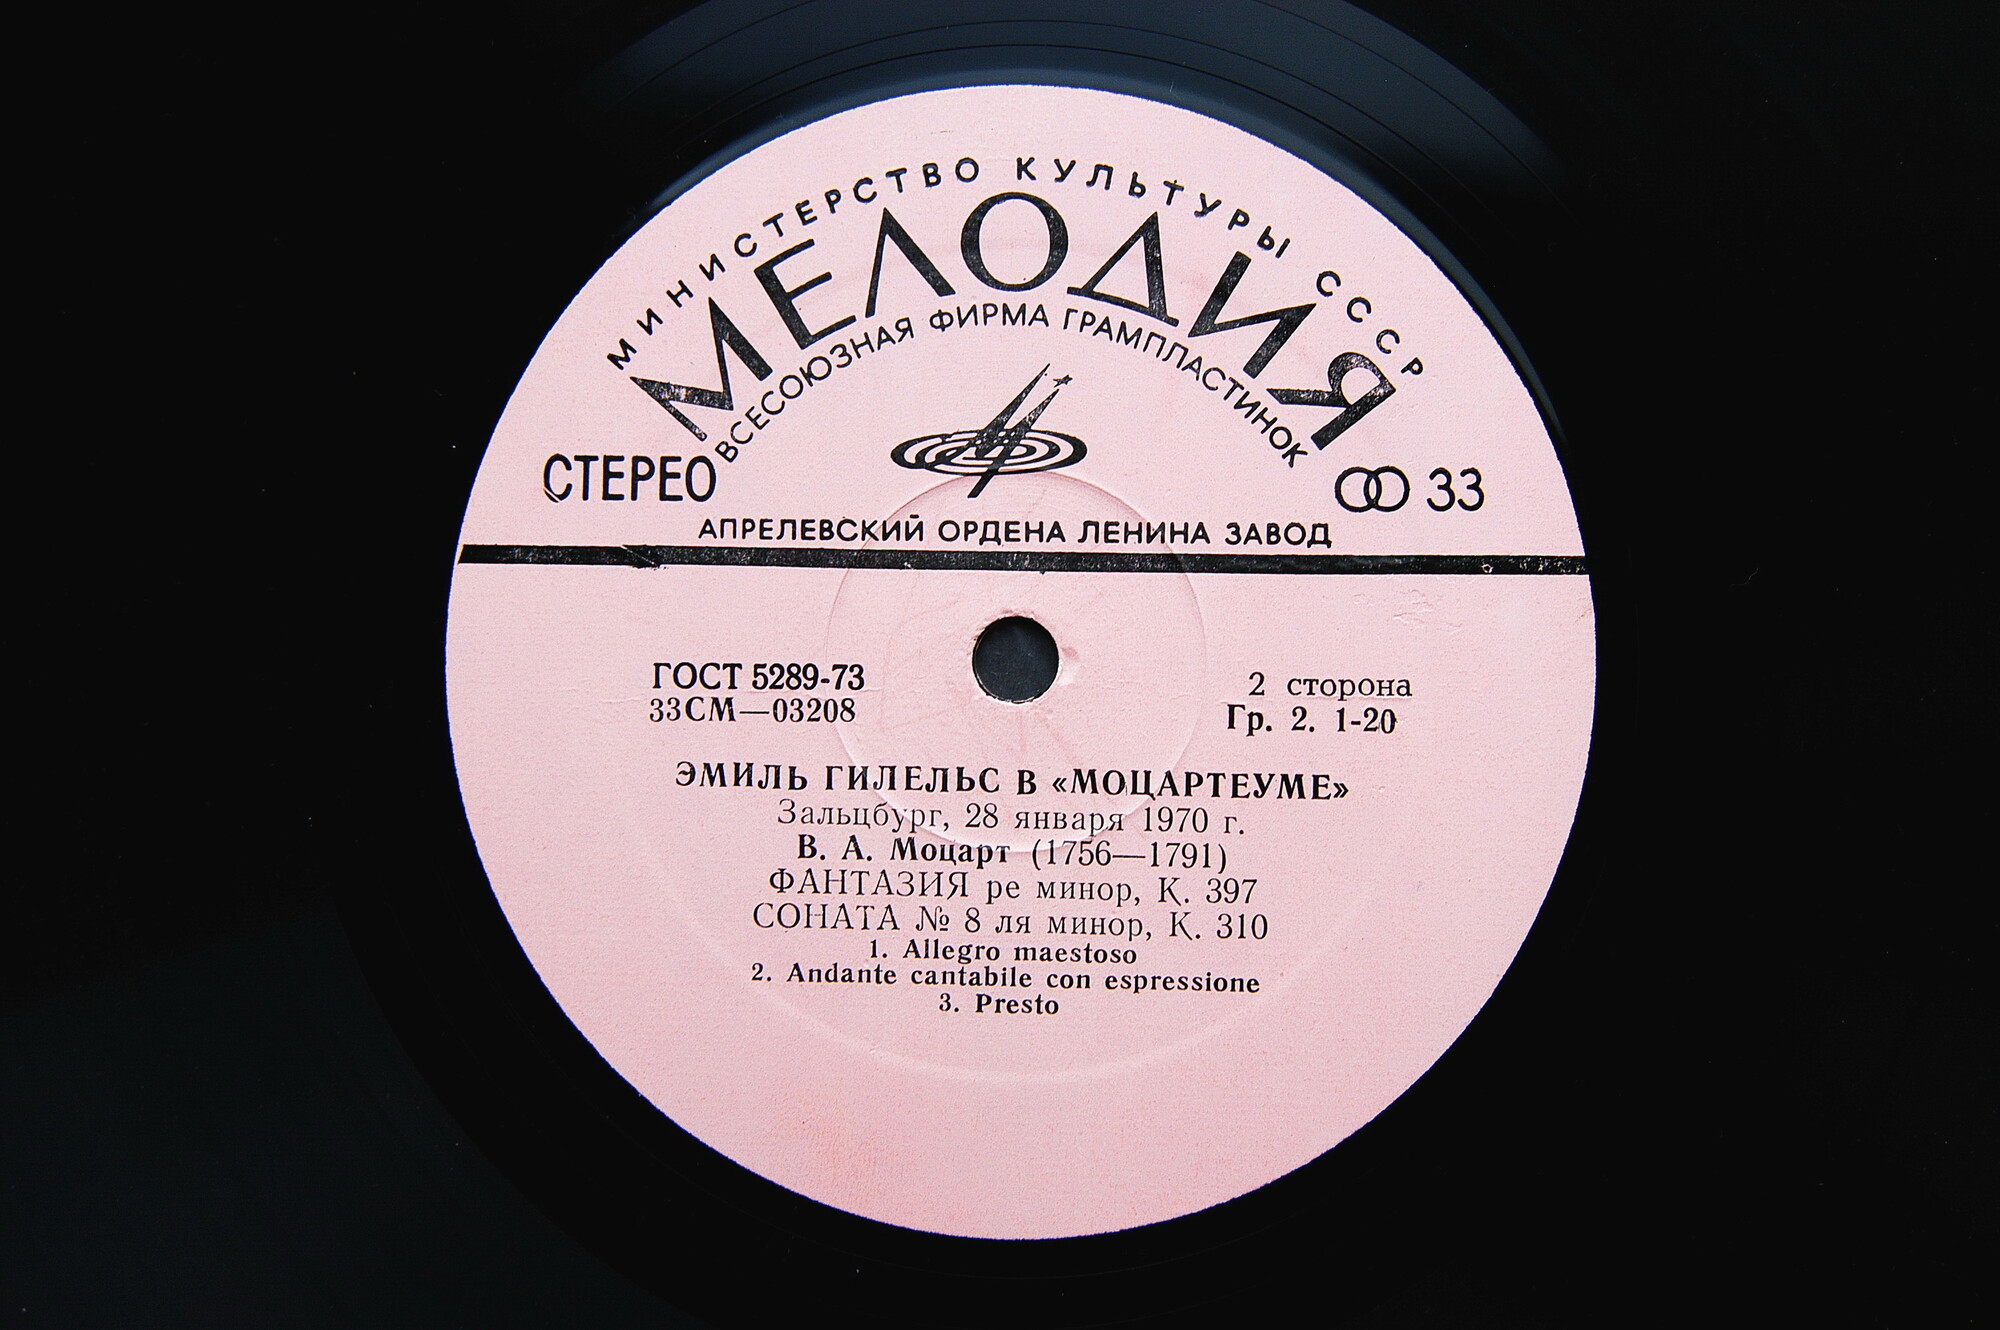 МИНИСТЕРСТВО КУЛЬТУРЫ СССР
МЕЛОДИЯ
ВСЕСОЮЗНАЯ ФИРМА ГРАМПЛАСТИНОК
СТЕРЕО
33
АПРЕЛЕВСКИЙ ОРДЕНА ЛЕНИНА ЗАВОД
ГОСТ 5289-73
33СМ—03208
2 сторона
Гр. 2. 1-20
ЭМИЛЬ ГИЛЕЛЬС В «МОЦАРТЕУМЕ»
Зальцбург, 28 января 1970 г.
В. А. Моцарт (1756—1791)
ФАНТАЗИЯ ре минор, К. 397
СОНАТА № 8 ля минор, К. 310
1. Allegro maestoso
2. Andante cantabile con espressione
3. Presto